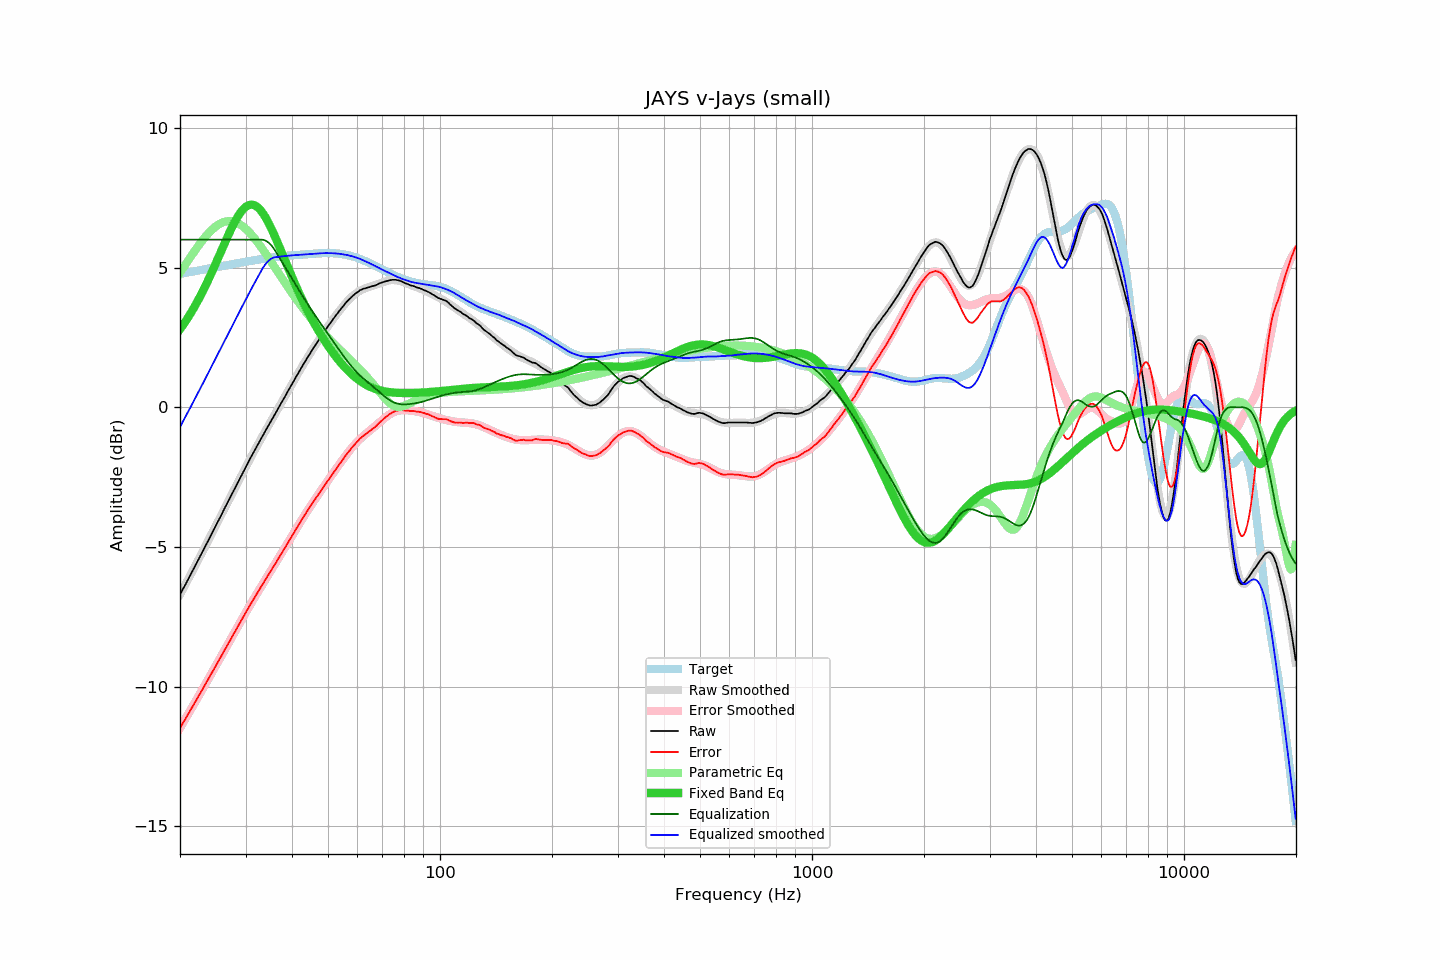 JAYS v-Jays (small)
10
5
0
−5
−10
−15
Amplitude (dBr)
Target
Raw Smoothed
Error Smoothed
Raw
Error
Parametric Eq
Fixed Band Eq
Equalization
Equalized smoothed
100
1000
10000
Frequency (Hz)